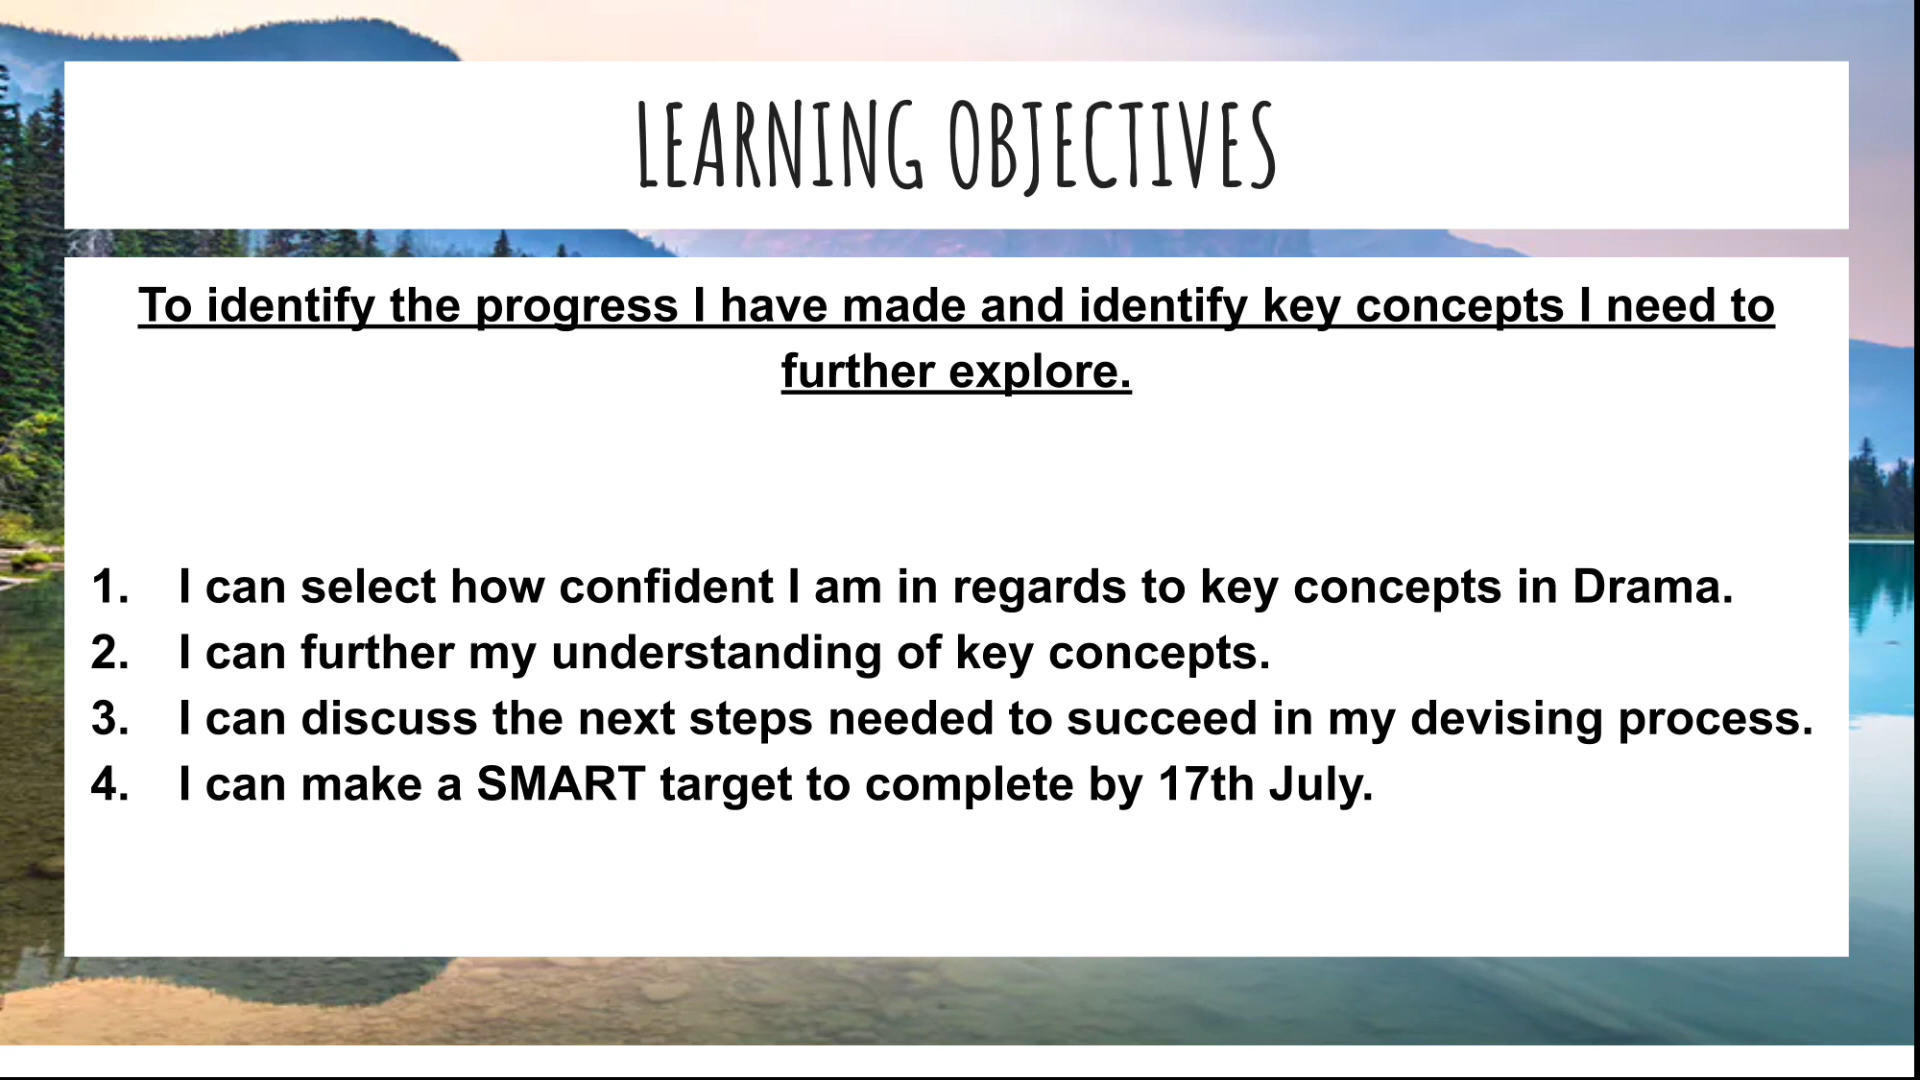 LEARNING OBJECTIVES
To identify the progress I have made and identify key concepts I need to
further explore.
1. I can select how confident I am in regards to key concepts in Drama.
2. I can further my understanding of key concepts.
3. I can discuss the next steps needed to succeed in my devising process.
4. I can make a SMART target to complete by 17th July.